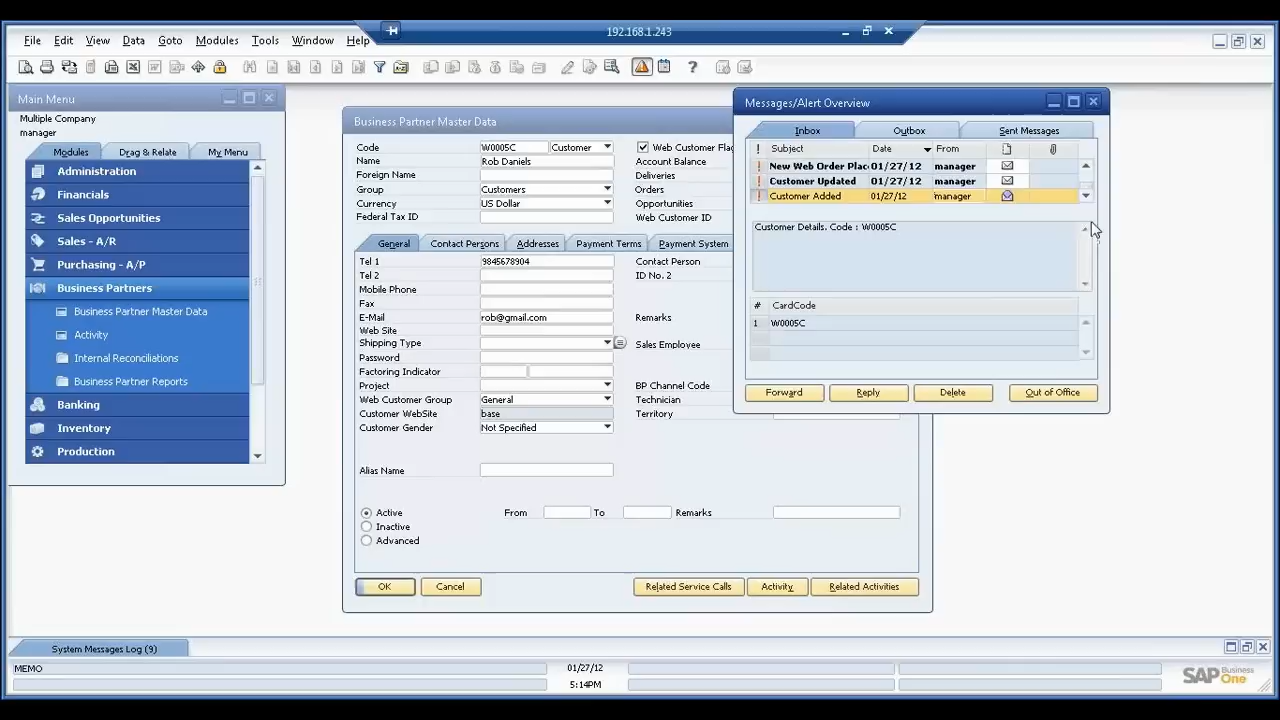 192.168.1.243
File Edit View Data Goto Modules Tools Window Help
Main Menu
Multiple Company
manager
Modules Drag & Relate My Menu
Administration
Financials
Sales Opportunities
Sales - A/R
Purchasing - A/P
Business Partners
Business Partner Master Data
Activity
Internal Reconciliations
Business Partner Reports
Banking
Inventory
Production
Business Partner Master Data
Code W0005C Customer
Name Rob Daniels
Foreign Name
Group Customers
Currency US Dollar
Federal Tax ID
Web Customer Flag
Account Balance
Deliveries
Orders
Opportunities
Web Customer ID
General Contact Persons Addresses Payment Terms Payment System
Tel 1 9845678904
Tel 2
Mobile Phone
Fax
E-Mail rob@gmail.com
Web Site
Shipping Type
Password
Factoring Indicator
Project
Web Customer Group General
Customer WebSite base
Customer Gender Not Specified
Alias Name
Contact Person
ID No. 2
Remarks
Sales Employee
BP Channel Code
Technician
Territory
Active From To Remarks
Inactive
Advanced
OK Cancel Related Service Calls Activity Related Activities
Messages/Alert Overview
Inbox Outbox Sent Messages
! Subject Date From
! New Web Order Plac 01/27/12 manager
! Customer Updated 01/27/12 manager
! Customer Added 01/27/12 manager
Customer Details. Code : W0005C
# CardCode
1 W0005C
Forward Reply Delete Out of Office
System Messages Log (9)
MEMO 01/27/12
5:14PM
SAP Business One